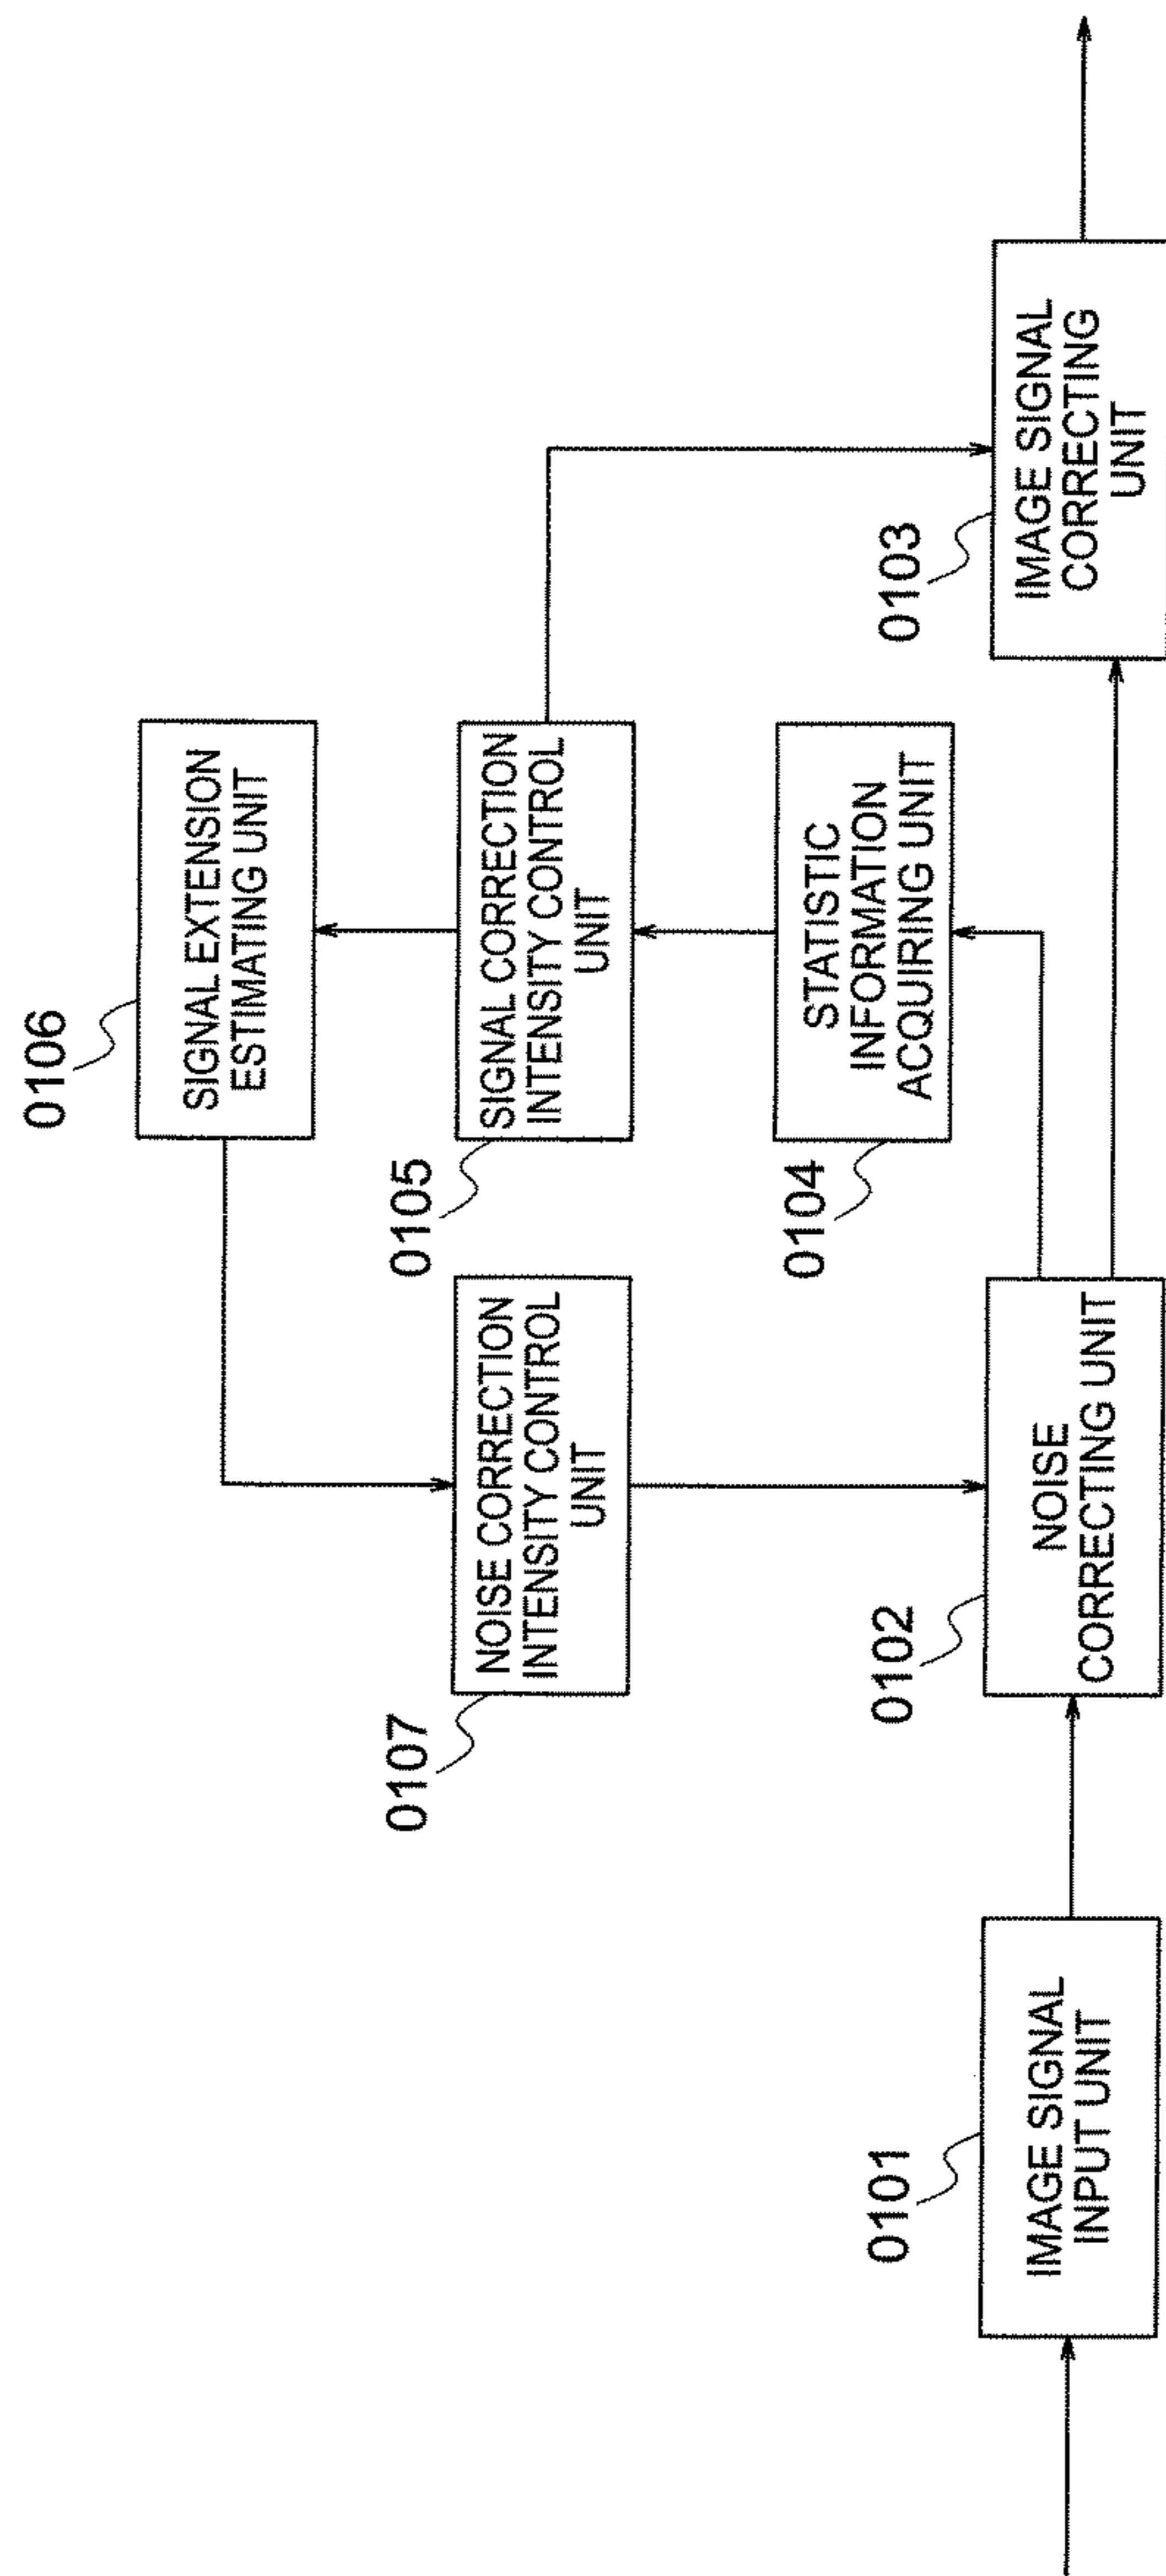 0106
SIGNAL EXTENSION
ESTIMATING UNIT
0107
NOISE CORRECTION
INTENSITY CONTROL
UNIT
0105
SIGNAL CORRECTION
INTENSITY CONTROL
UNIT
0104
STATISTIC
INFORMATION
ACQUIRING UNIT
0101
IMAGE SIGNAL
INPUT UNIT
0102
NOISE
CORRECTING UNIT
0103
IMAGE SIGNAL
CORRECTING
UNIT